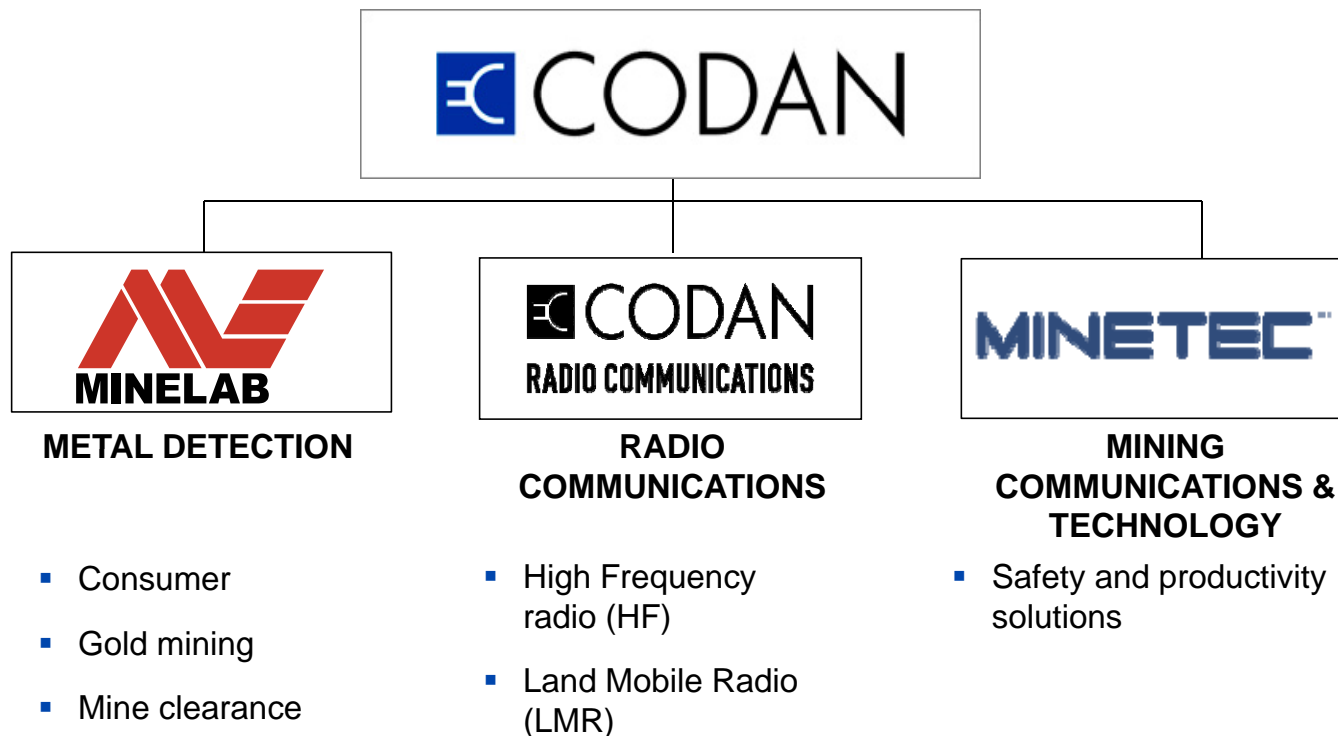 CODAN
MINELAB
METAL DETECTION
Consumer
Gold mining
Mine clearance
CODAN
RADIO COMMUNICATIONS
RADIO
COMMUNICATIONS
High Frequency
radio (HF)
Land Mobile Radio
(LMR)
MINETEC™
MINING
COMMUNICATIONS &
TECHNOLOGY
Safety and productivity
solutions